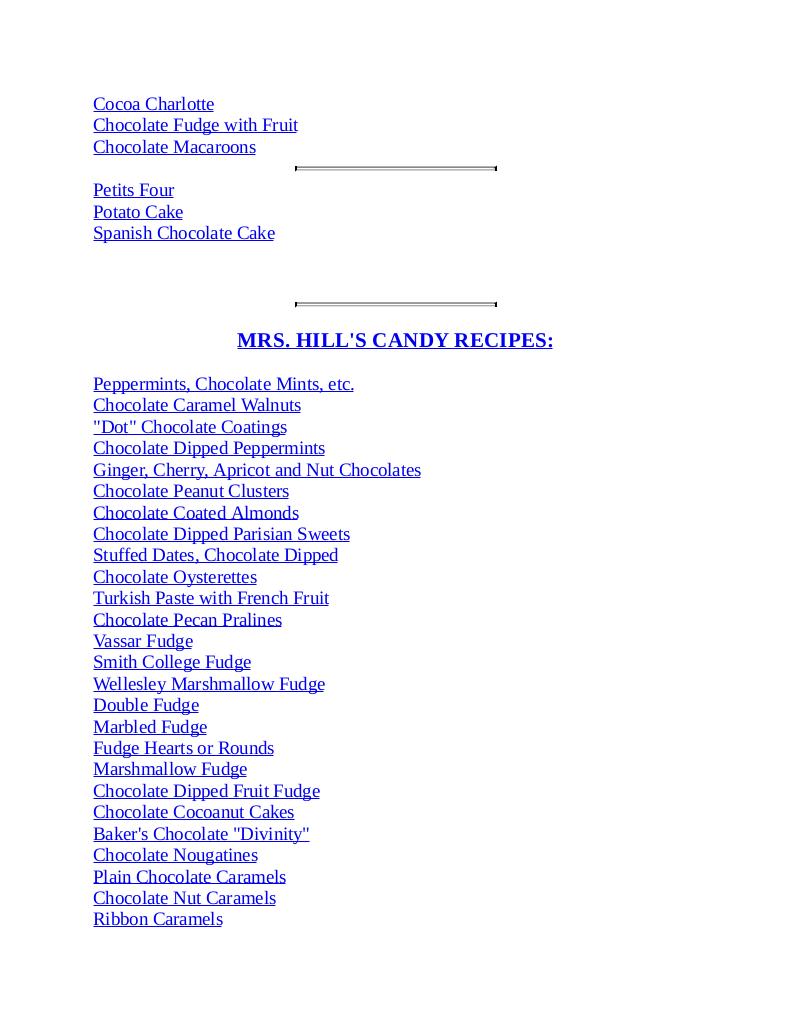 Cocoa Charlotte
Chocolate Fudge with Fruit
Chocolate Macaroons
Petits Four
Potato Cake
Spanish Chocolate Cake
MRS. HILL'S CANDY RECIPES:
Peppermints, Chocolate Mints, etc.
Chocolate Caramel Walnuts
"Dot" Chocolate Coatings
Chocolate Dipped Peppermints
Ginger, Cherry, Apricot and Nut Chocolates
Chocolate Peanut Clusters
Chocolate Coated Almonds
Chocolate Dipped Parisian Sweets
Stuffed Dates, Chocolate Dipped
Chocolate Oysterettes
Turkish Paste with French Fruit
Chocolate Pecan Pralines
Vassar Fudge
Smith College Fudge
Wellesley Marshmallow Fudge
Double Fudge
Marbled Fudge
Fudge Hearts or Rounds
Marshmallow Fudge
Chocolate Dipped Fruit Fudge
Chocolate Cocoanut Cakes
Baker's Chocolate "Divinity"
Chocolate Nougatines
Plain Chocolate Caramels
Chocolate Nut Caramels
Ribbon Caramels